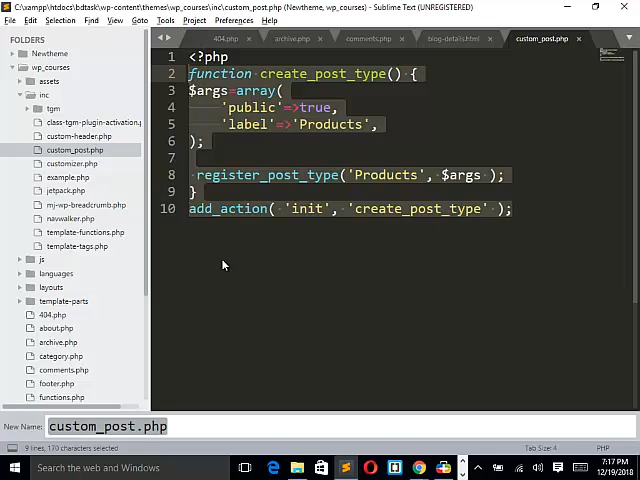 C:\xampp\htdocs\bdtask\wp-content\themes\wp_courses\inc\custom_post.php (Newtheme, wp_courses) - Sublime Text (UNREGISTERED)
File Edit Selection Find View Goto Tools Project Preferences Help
FOLDERS
Newtheme
wp_courses
assets
inc
tgm
class-tgm-plugin-activation.p
custom-header.php
custom_post.php
customizer.php
example.php
jetpack.php
mj-wp-breadcrumb.php
navwalker.php
template-functions.php
template-tags.php
js
languages
layouts
template-parts
404.php
about.php
archive.php
category.php
comments.php
footer.php
functions.php
404.php archive.php comments.php blog-details.html custom_post.php
1 <?php
2 function create_post_type() {
3 $args=array(
4 'public'=>true,
5 'label'=>'Products',
6 );
7
8 register_post_type('Products', $args );
9 }
10 add_action( 'init', 'create_post_type' );
New Name: custom_post.php
9 lines, 170 characters selected Tab Size: 4 PHP
Search the web and Windows
7:17 PM
12/19/2018